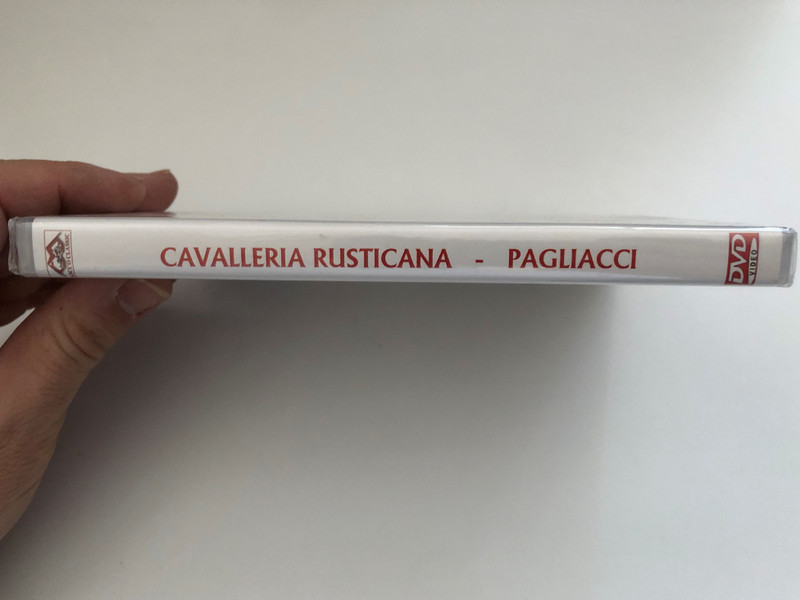 CAVALLERIA RUSTICANA - PAGLIACCI
DVD
VIDEO